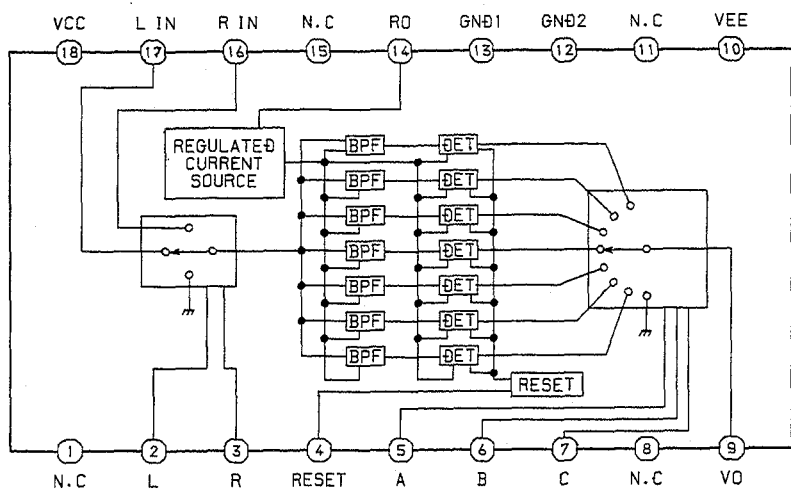 VCC L IN R IN N.C RO GND1 GND2 N.C VEE
18 17 16 15 14 13 12 11 10
REGULATED
CURRENT
SOURCE
BPF DET
BPF DET
BPF DET
BPF DET
BPF DET
BPF DET
BPF DET
RESET
1 2 3 4 5 6 7 8 9
N.C L R RESET A B C N.C VO